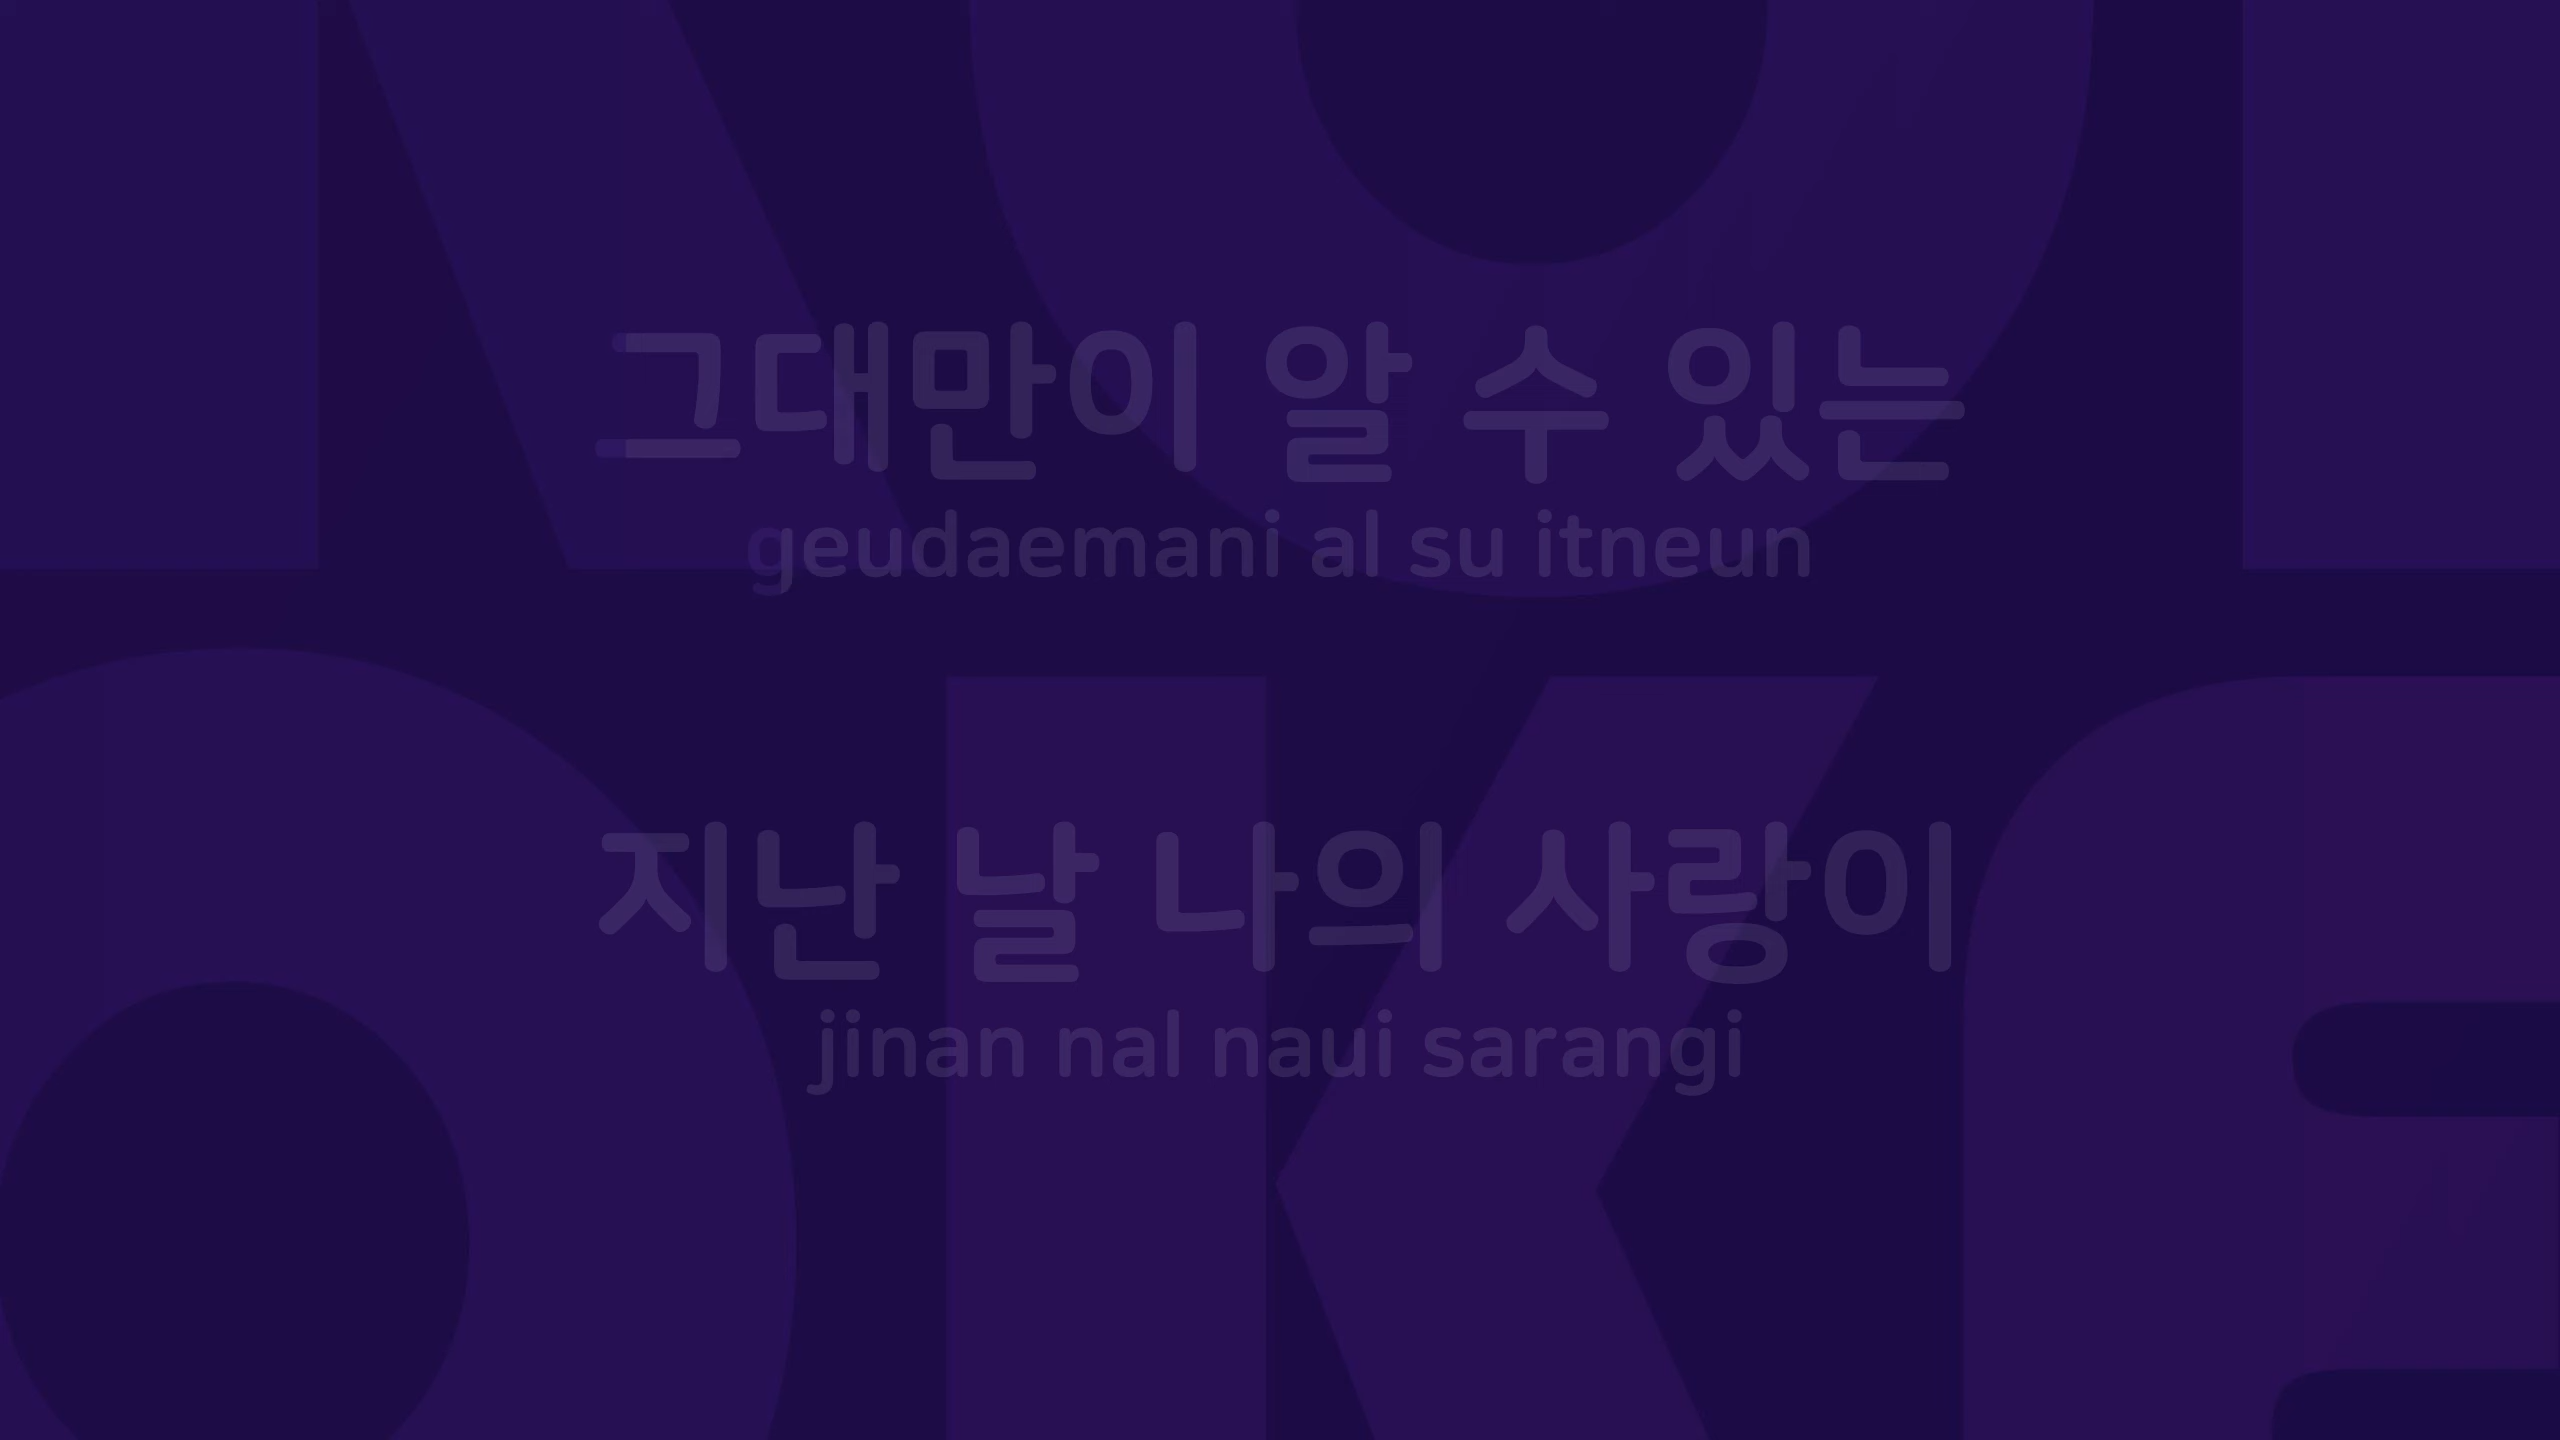 그대만이 알 수 있는
geudaemani al su itneun
지난 날 나의 사랑이
jinan nal naui sarangi